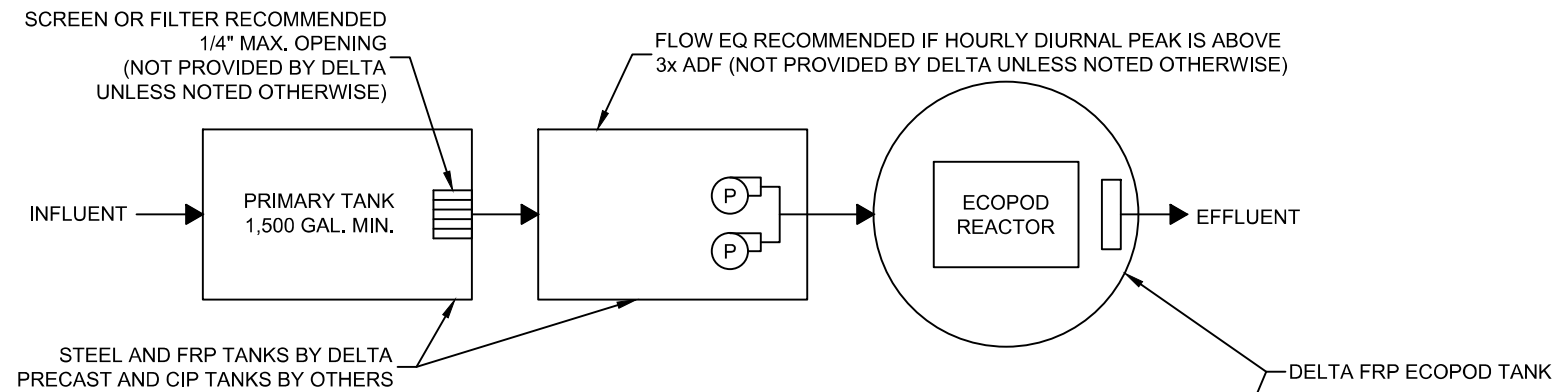 SCREEN OR FILTER RECOMMENDED
1/4" MAX. OPENING
(NOT PROVIDED BY DELTA
UNLESS NOTED OTHERWISE)
FLOW EQ RECOMMENDED IF HOURLY DIURNAL PEAK IS ABOVE
3x ADF (NOT PROVIDED BY DELTA UNLESS NOTED OTHERWISE)
INFLUENT
PRIMARY TANK
1,500 GAL. MIN.
P
P
ECOPOD
REACTOR
EFFLUENT
STEEL AND FRP TANKS BY DELTA
PRECAST AND CIP TANKS BY OTHERS
DELTA FRP ECOPOD TANK